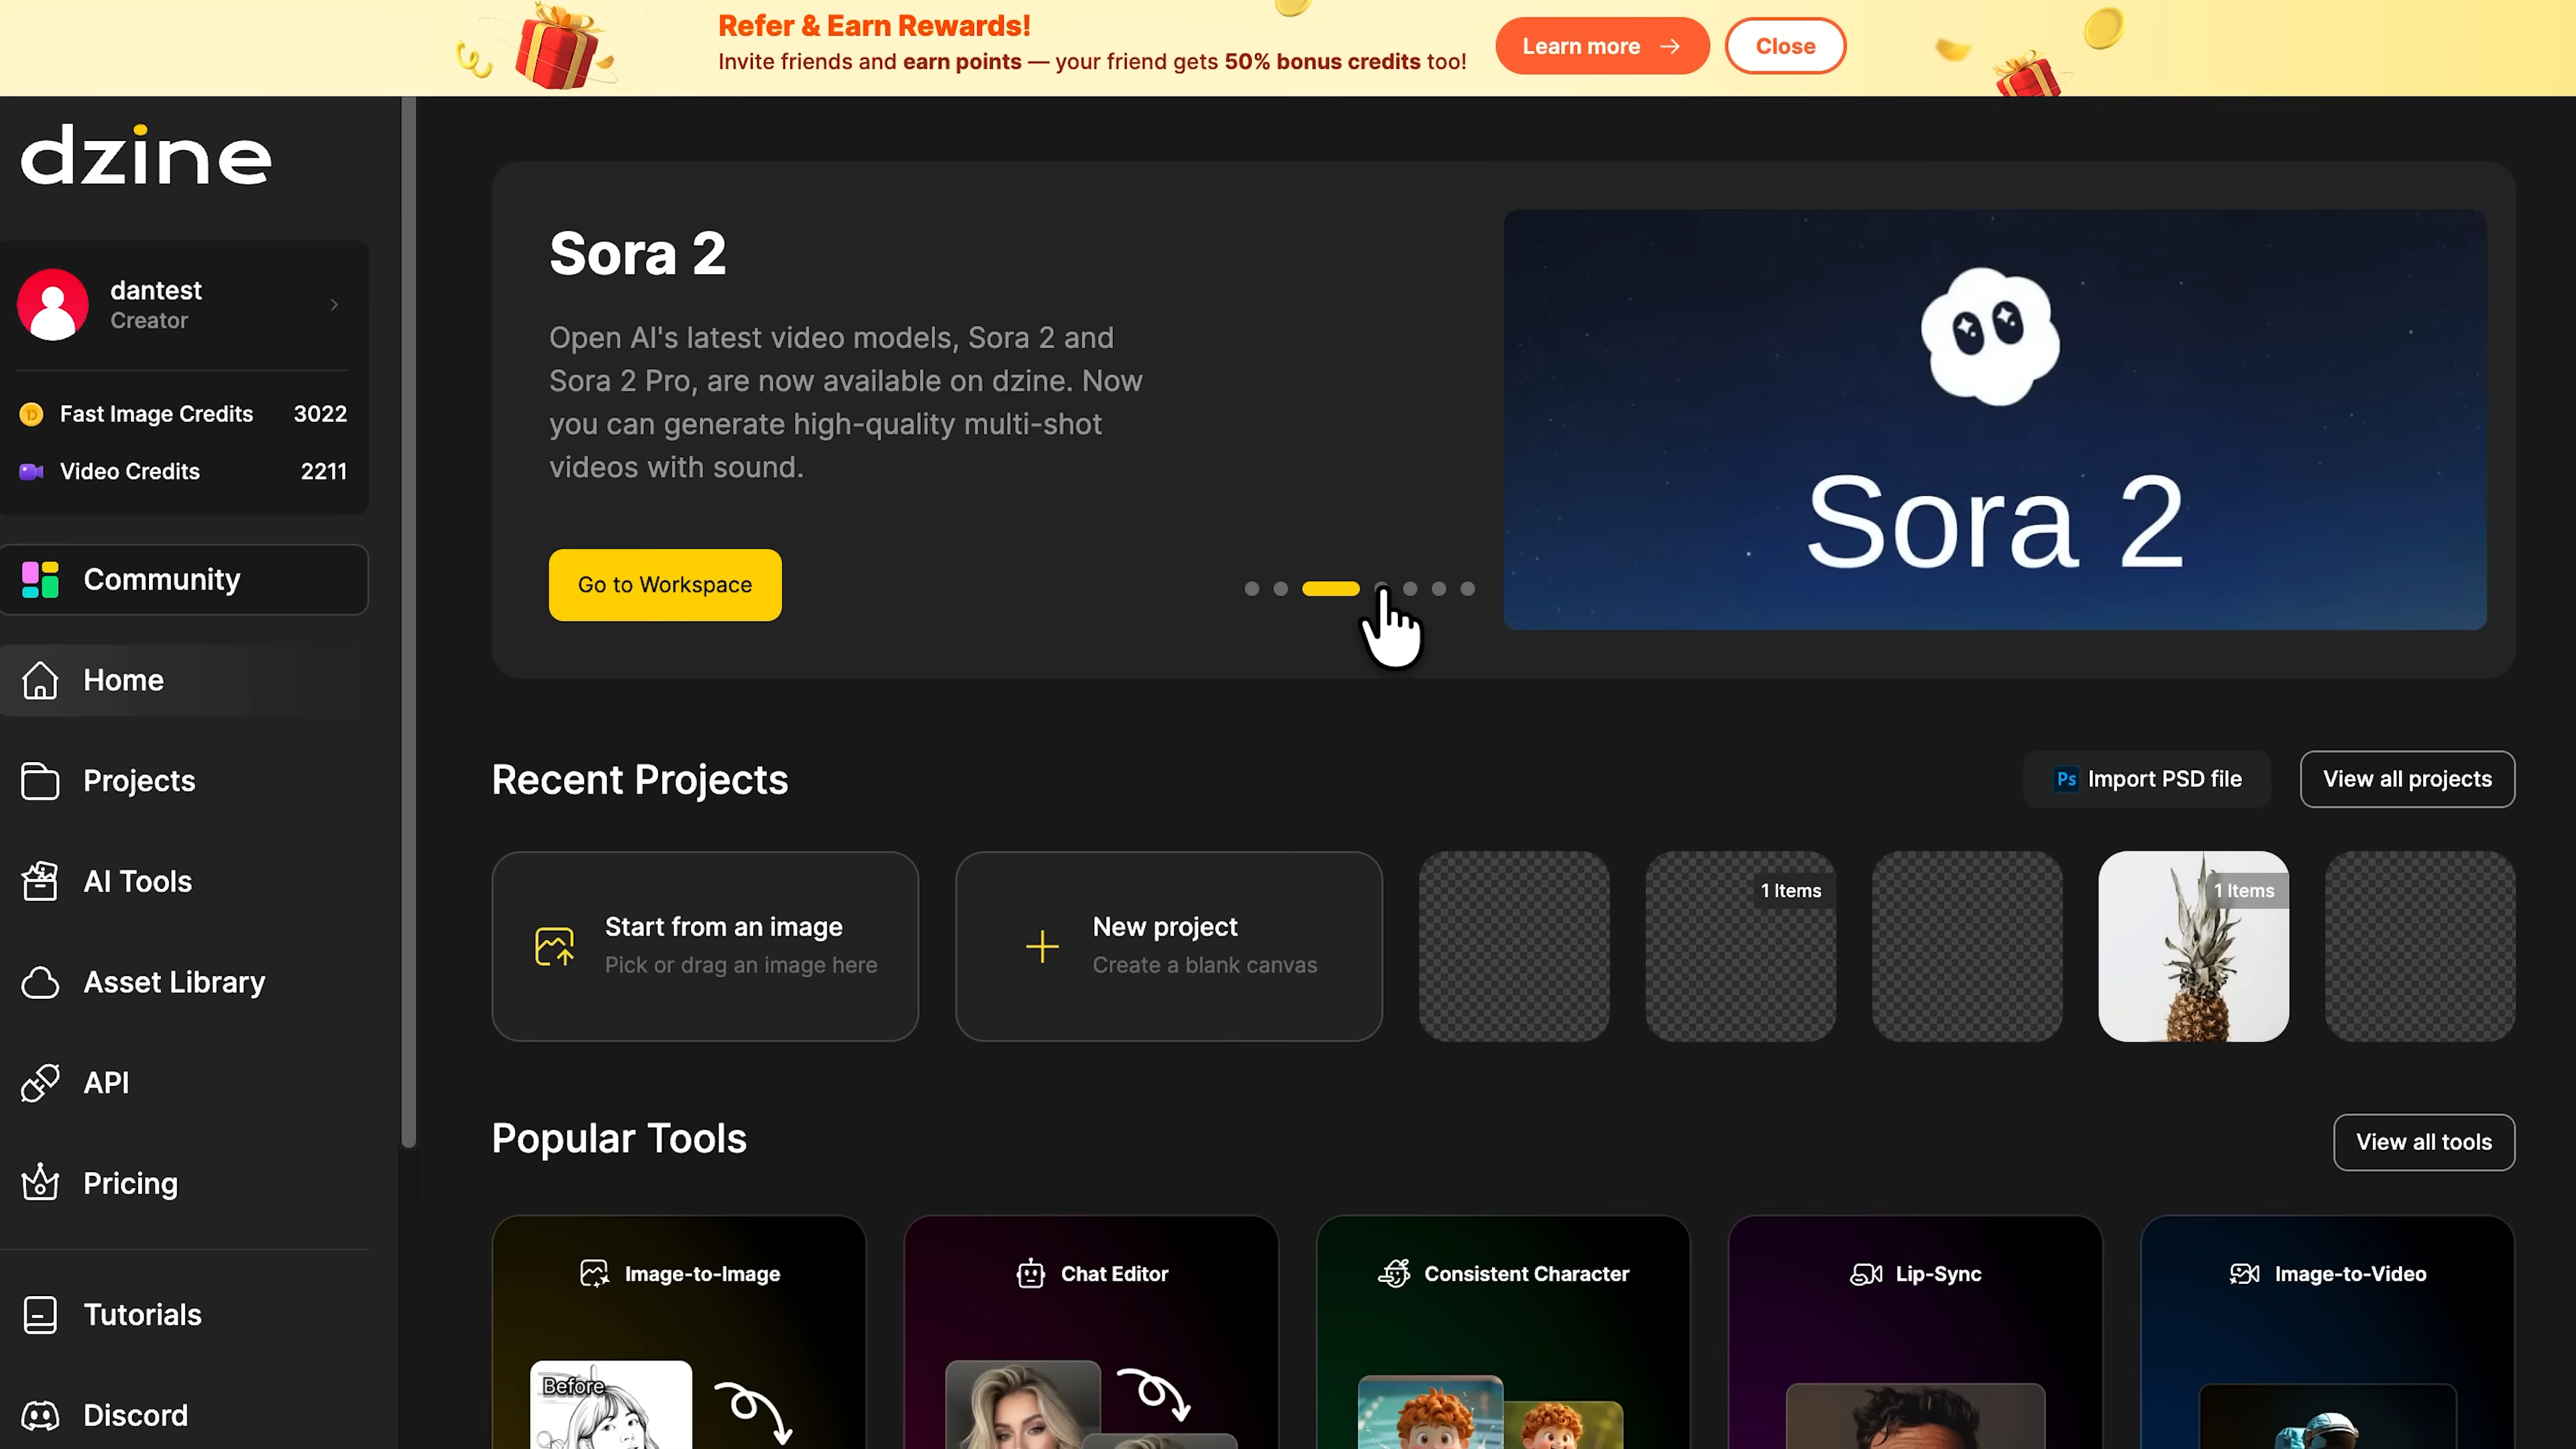 Refer & Earn Rewards!
Invite friends and earn points — your friend gets 50% bonus credits too!
Learn more →
Close
dzine
dantest
Creator
Fast Image Credits 3022
Video Credits 2211
Community
Home
Projects
AI Tools
Asset Library
API
Pricing
Tutorials
Discord
Sora 2
Open AI's latest video models, Sora 2 and
Sora 2 Pro, are now available on dzine. Now
you can generate high-quality multi-shot
videos with sound.
Go to Workspace
Sora 2
Recent Projects
Ps Import PSD file
View all projects
Start from an image
Pick or drag an image here
New project
Create a blank canvas
1 Items
1 Items
Popular Tools
View all tools
Image-to-Image
Chat Editor
Consistent Character
Lip-Sync
Image-to-Video
Before